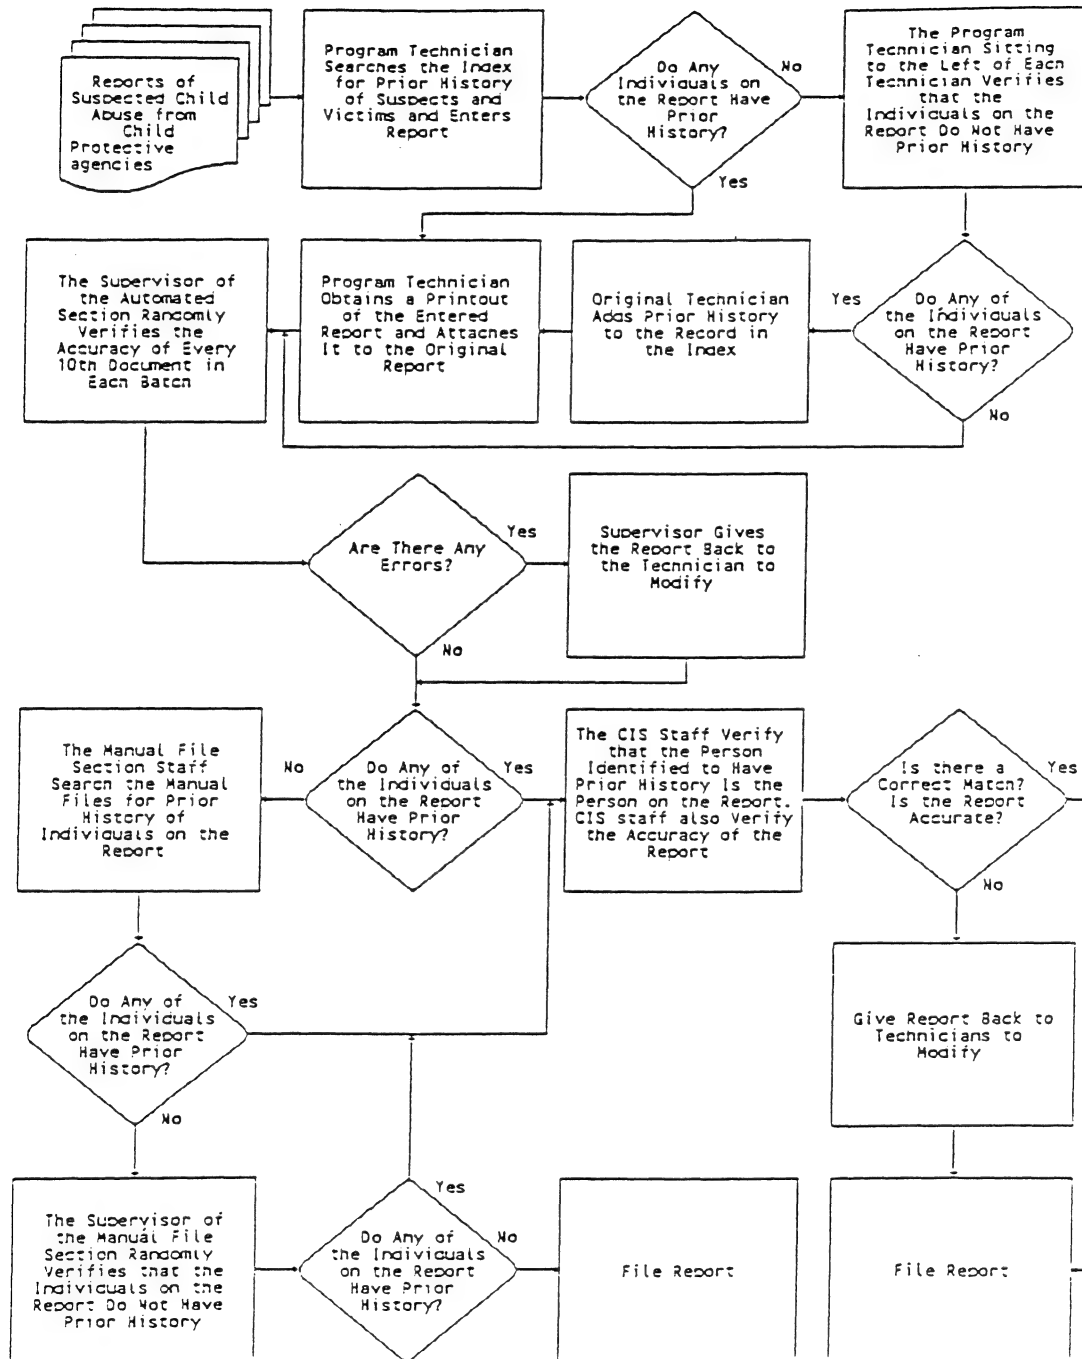 Reports of
Suspected Child
Abuse from
Child
Protective
agencies
Program Technician
Searches the Index
for Prior History
of Suspects and
Victims and Enters
Report
Do Any
Individuals on
the Report Have
Prior
History?
No
Yes
The Program
Technician Sitting
to the Left of Each
Technician Verifies
that the
Individuals on the
Report Do Not Have
Prior History
The Supervisor of
the Automated
Section Randomly
Verifies the
Accuracy of Every
10th Document in
Each Batch
Program Technician
Obtains a Printout
of the Entered
Report and Attaches
It to the Original
Report
Original Technician
Adds Prior History
to the Record in
the Index
Yes
Do Any of
the Individuals
on the Report
Have Prior
History?
No
Are There Any
Errors?
Yes
No
Supervisor Gives
the Report Back to
the Technician to
Modify
The Manual File
Section Staff
Search the Manual
Files for Prior
History of
Individuals on the
Report
No
Do Any of
the Individuals
on the Report
Have Prior
History?
Yes
The CIS Staff Verify
that the Person
Identified to Have
Prior History Is the
Person on the Report.
CIS staff also Verify
the Accuracy of the
Report
Is there a
Correct Match?
Is the Report
Accurate?
Yes
No
Do Any of
the Individuals
on the Report
Have Prior
History?
Yes
No
Give Report Back to
Technicians to
Modify
The Supervisor of
the Manual File
Section Randomly
Verifies that the
Individuals on the
Report Do Not Have
Prior History
Yes
Do Any of
the Individuals
on the Report
Have Prior
History?
No
File Report
File Report